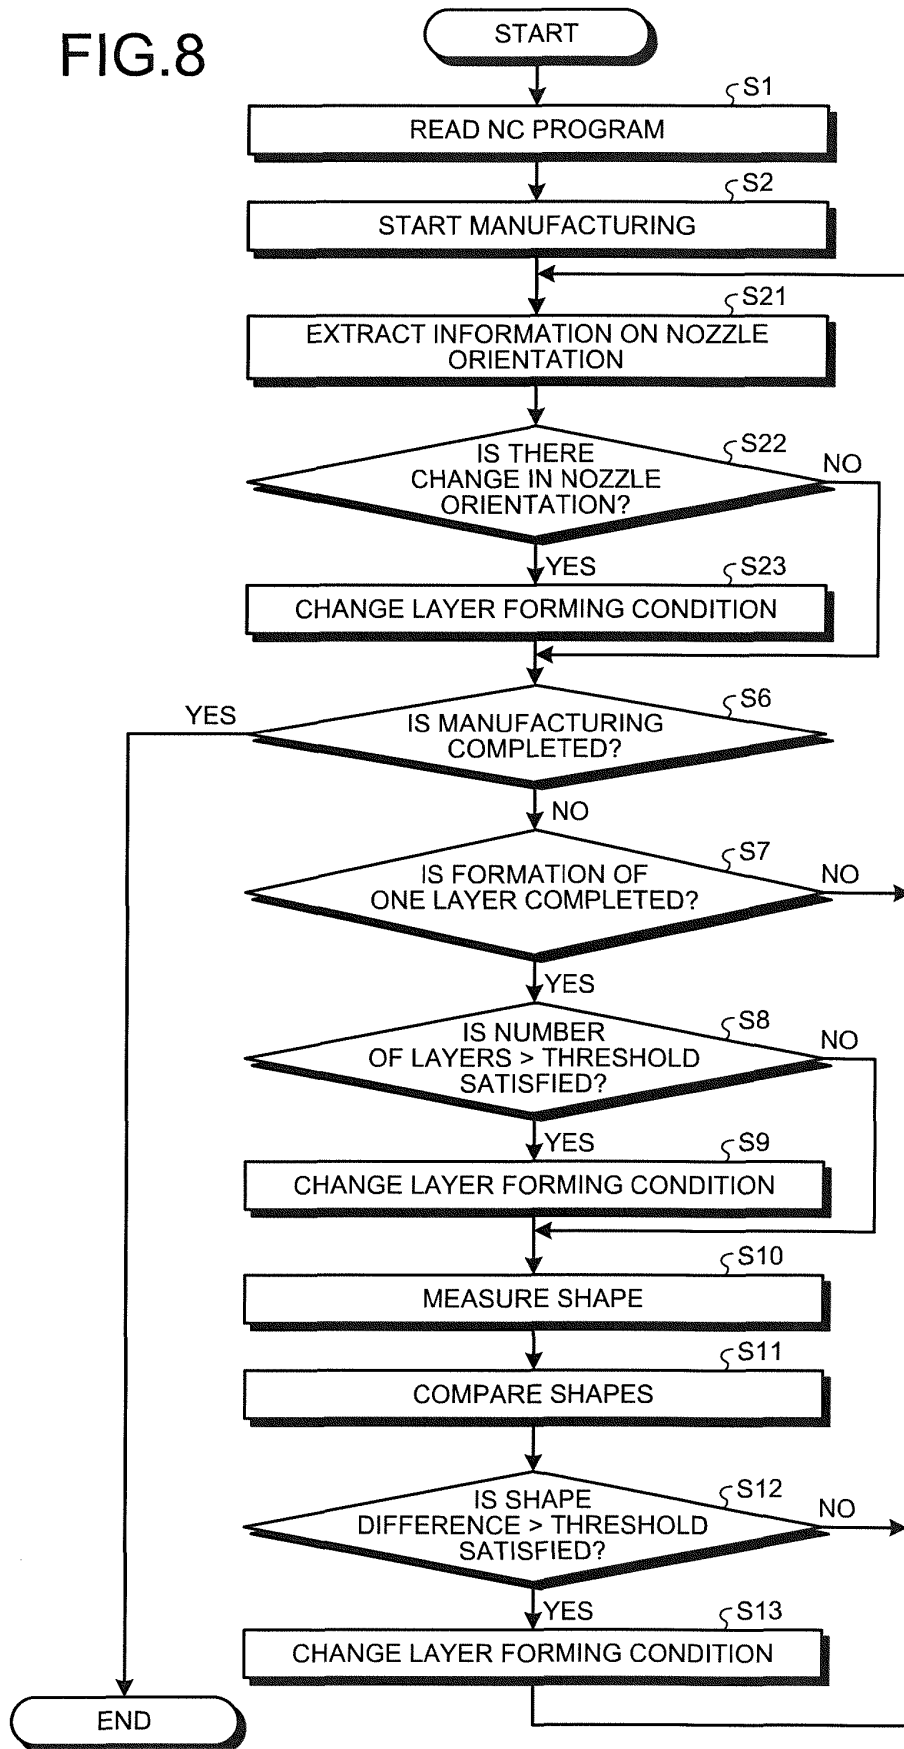 FIG.8
START
S1
READ NC PROGRAM
S2
START MANUFACTURING
S21
EXTRACT INFORMATION ON NOZZLE
ORIENTATION
S22
IS THERE
CHANGE IN NOZZLE
ORIENTATION?
NO
YES
S23
CHANGE LAYER FORMING CONDITION
S6
YES
IS MANUFACTURING
COMPLETED?
NO
S7
IS FORMATION OF
ONE LAYER COMPLETED?
NO
YES
S8
IS NUMBER
OF LAYERS > THRESHOLD
SATISFIED?
NO
YES
S9
CHANGE LAYER FORMING CONDITION
S10
MEASURE SHAPE
S11
COMPARE SHAPES
S12
IS SHAPE
DIFFERENCE > THRESHOLD
SATISFIED?
NO
YES
S13
CHANGE LAYER FORMING CONDITION
END